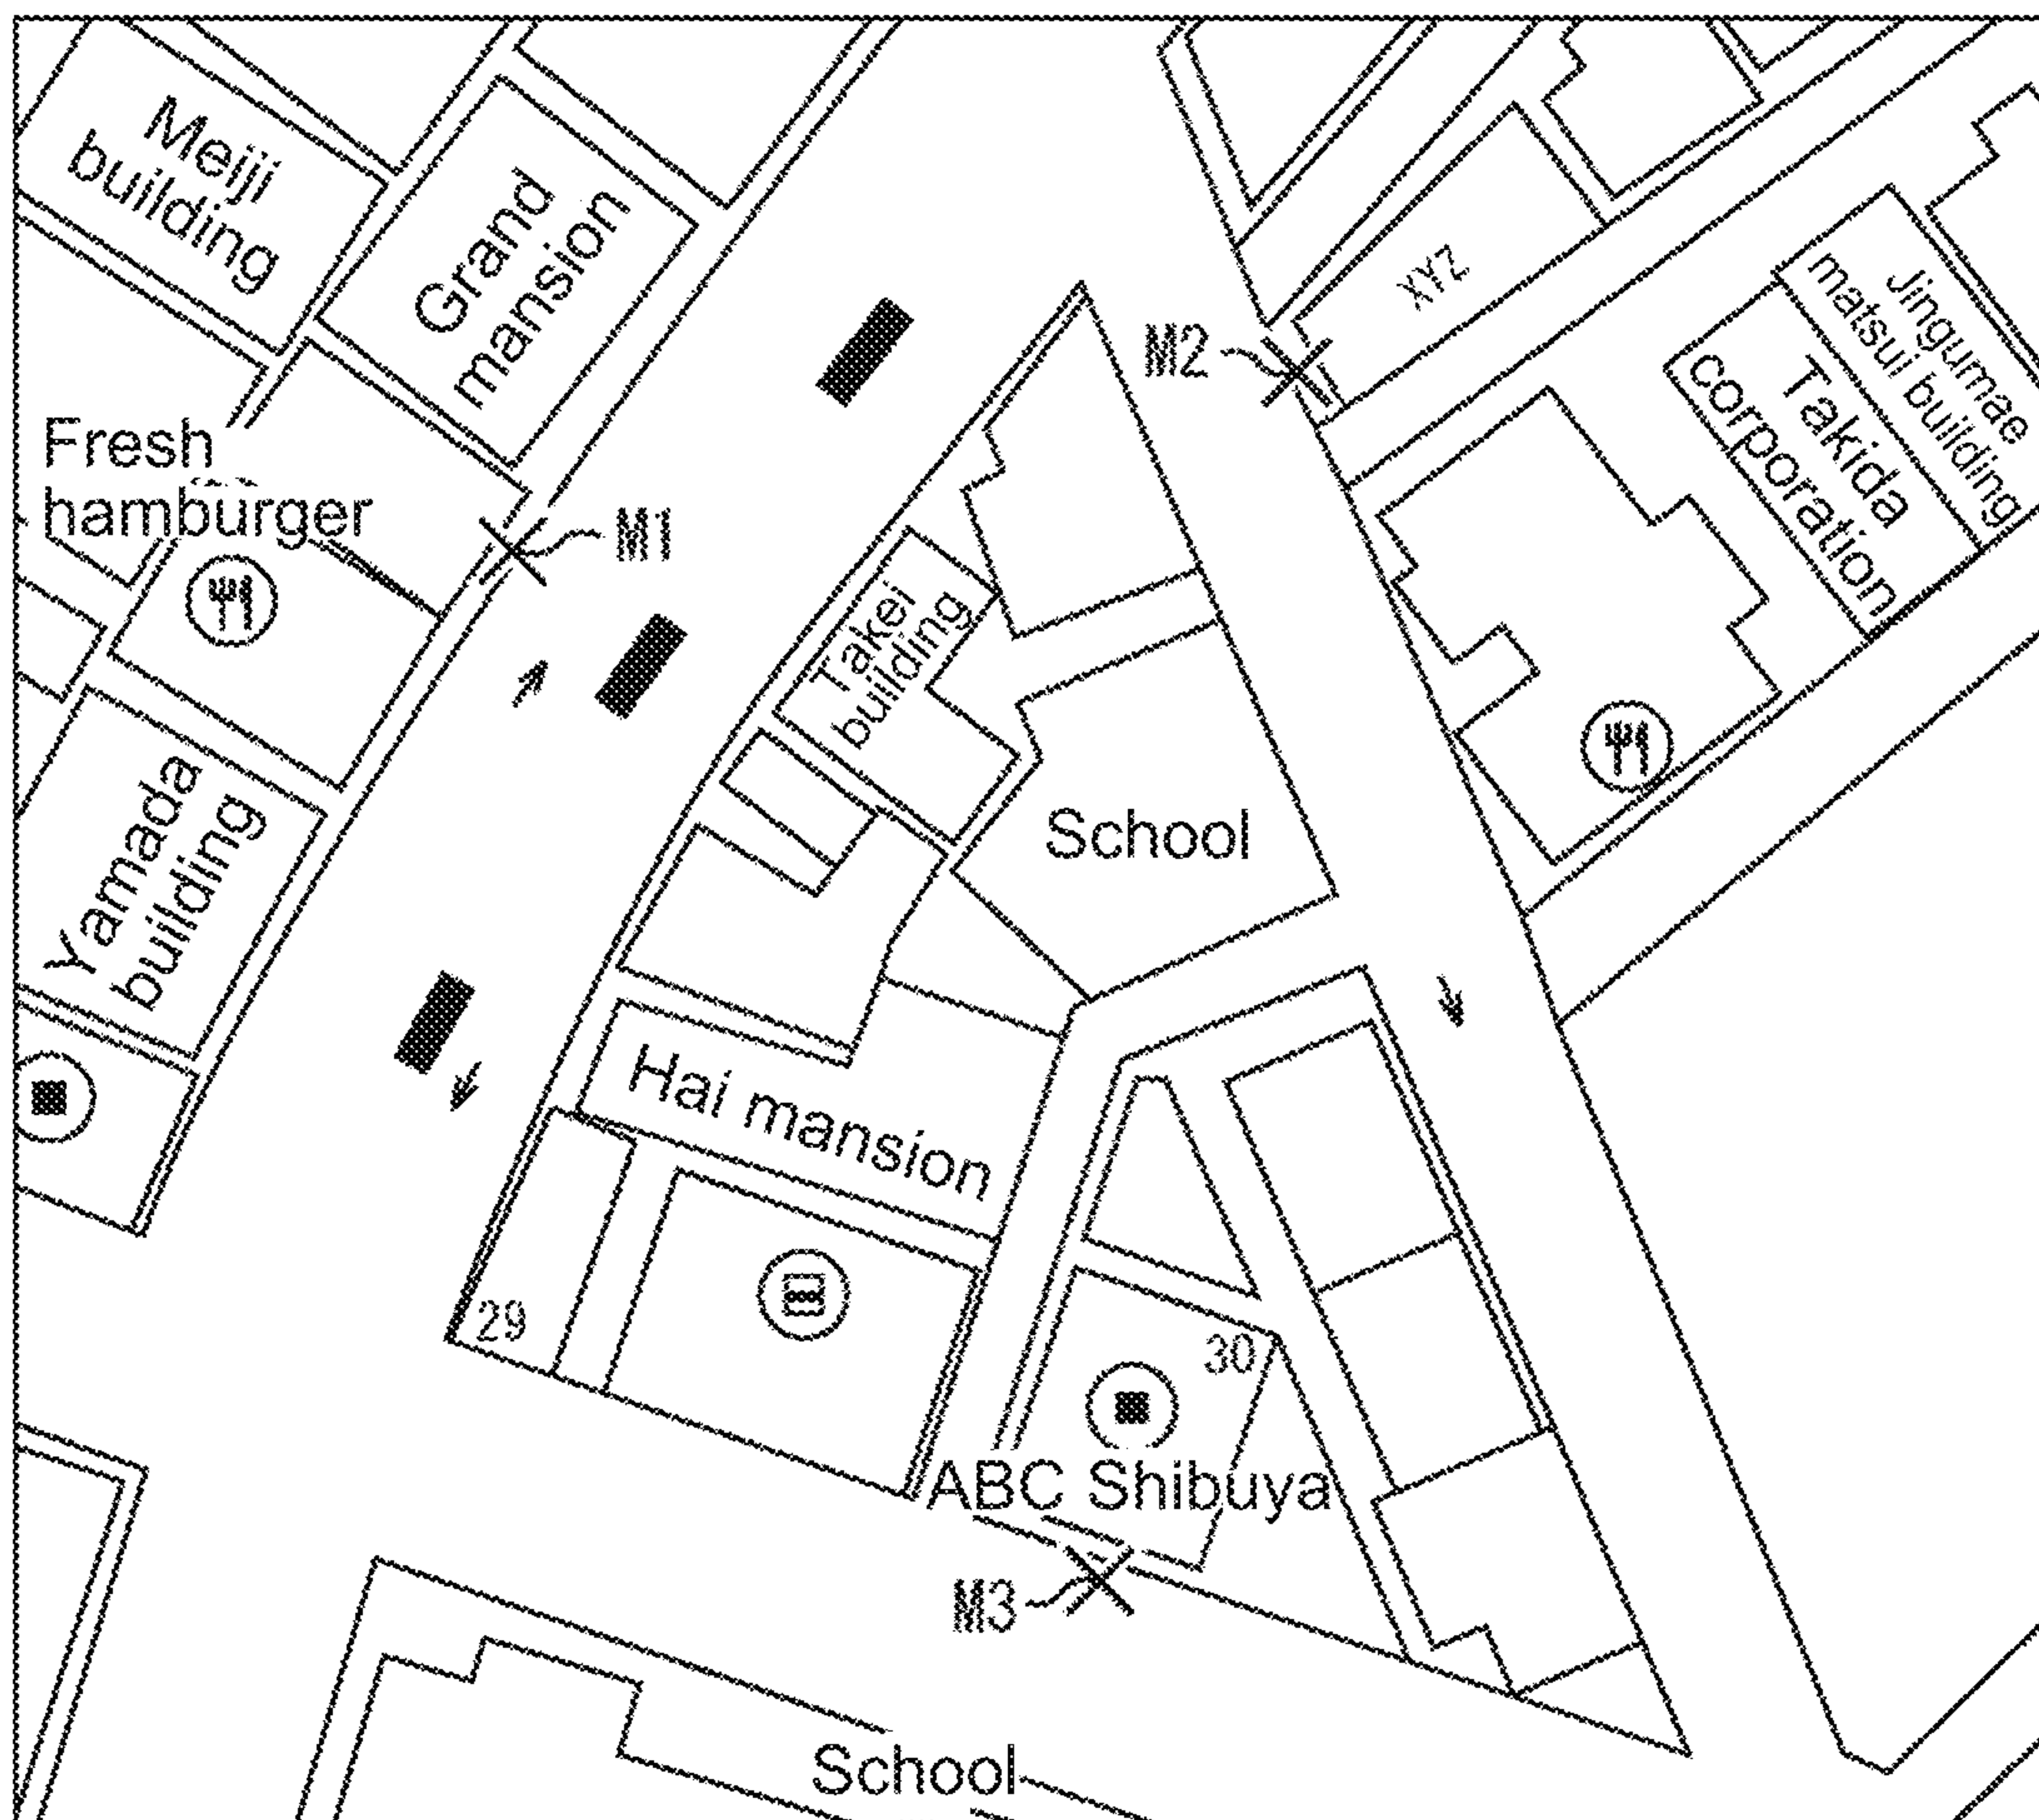 Meiji
building
Grand
mansion
XYZ
M2
Jingumae
matsui building
Takida
corporation
Fresh
hamburger
M1
Takei
building
School
Yamada
building
Hai mansion
29
30
ABC Shibuya
M3
School